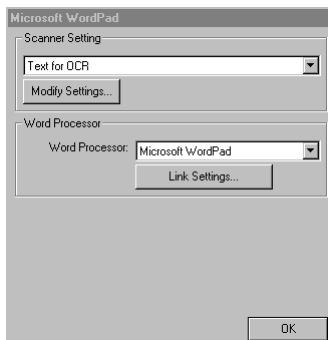 Microsoft WordPad
Scanner Setting
Text for OCR
Modify Settings...
Word Processor
Word Processor: Microsoft WordPad
Link Settings...
OK